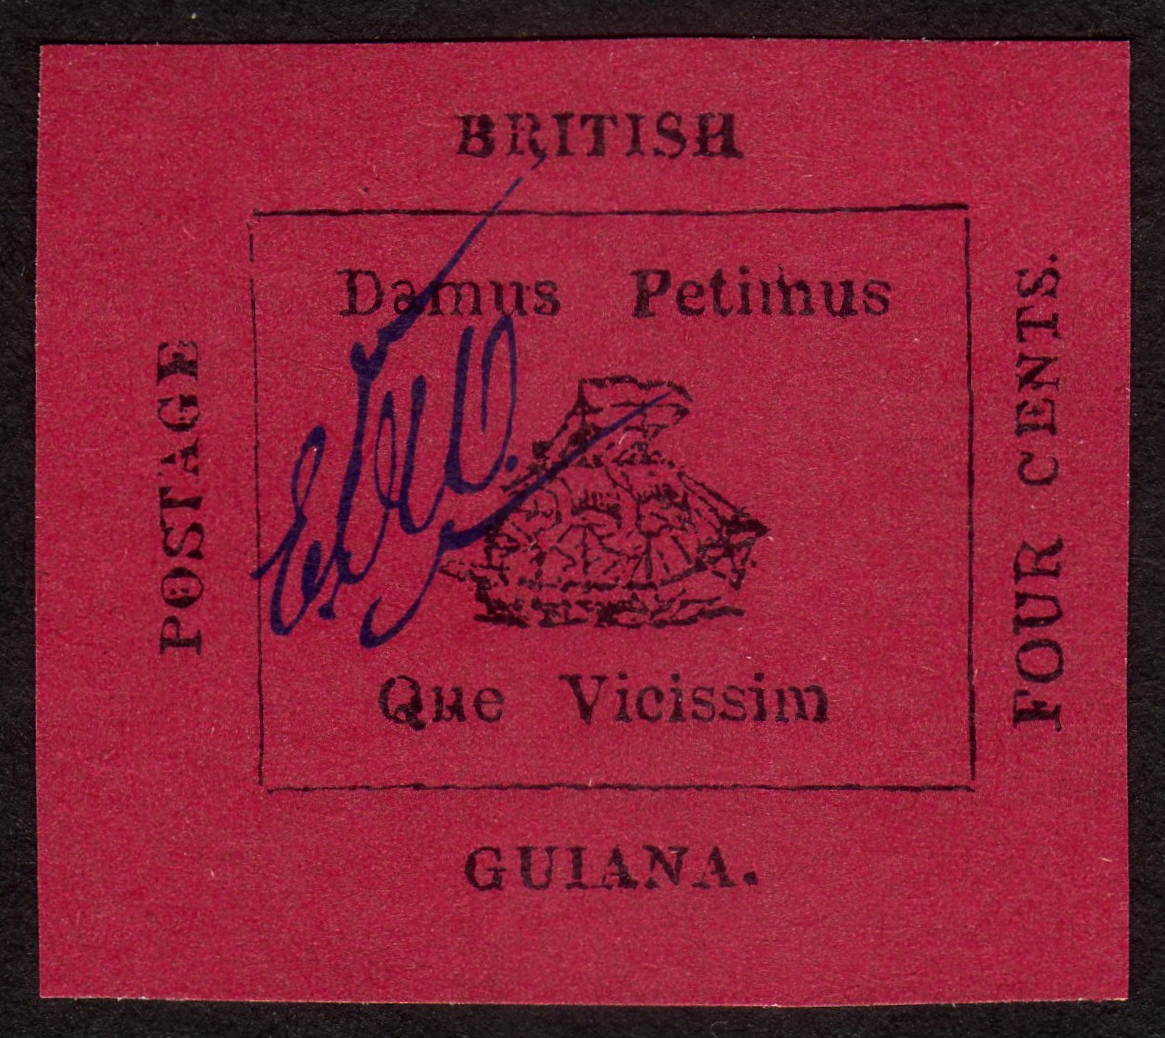 BRITISH
Damus Petimus
POSTAGE
FOUR CENTS.
Que Vicissim
GUIANA.